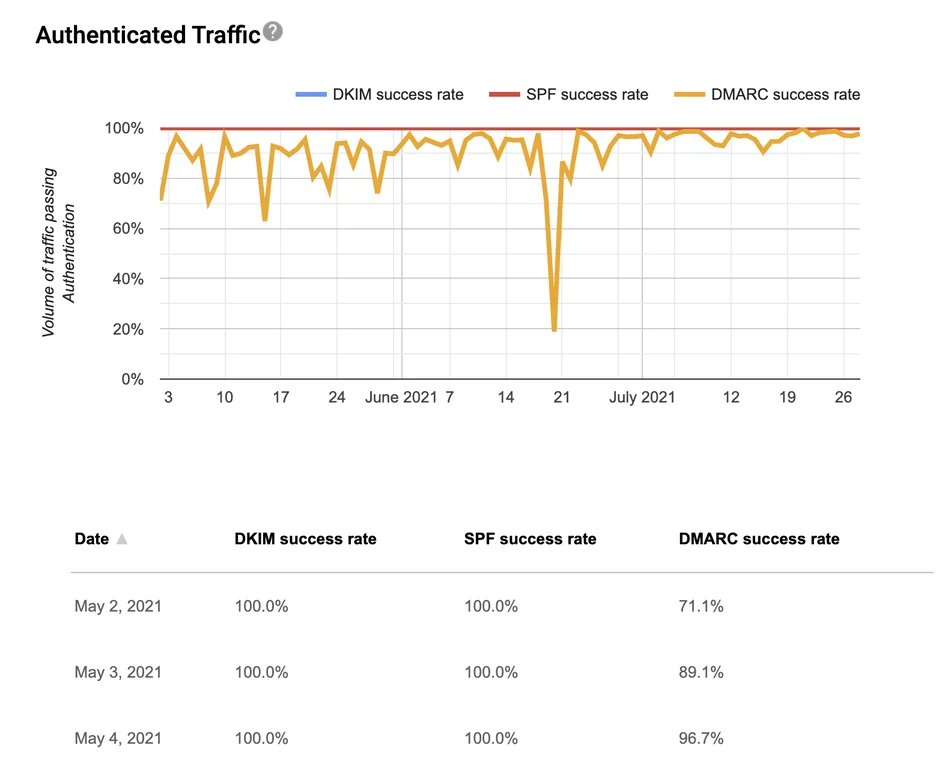 Authenticated Traffic ?
DKIM success rate SPF success rate DMARC success rate
100%
80%
60%
40%
20%
0%
Volume of traffic passing
Authentication
3 10 17 24 June 2021 7 14 21 July 2021 12 19 26
Date DKIM success rate SPF success rate DMARC success rate
May 2, 2021 100.0% 100.0% 71.1%
May 3, 2021 100.0% 100.0% 89.1%
May 4, 2021 100.0% 100.0% 96.7%